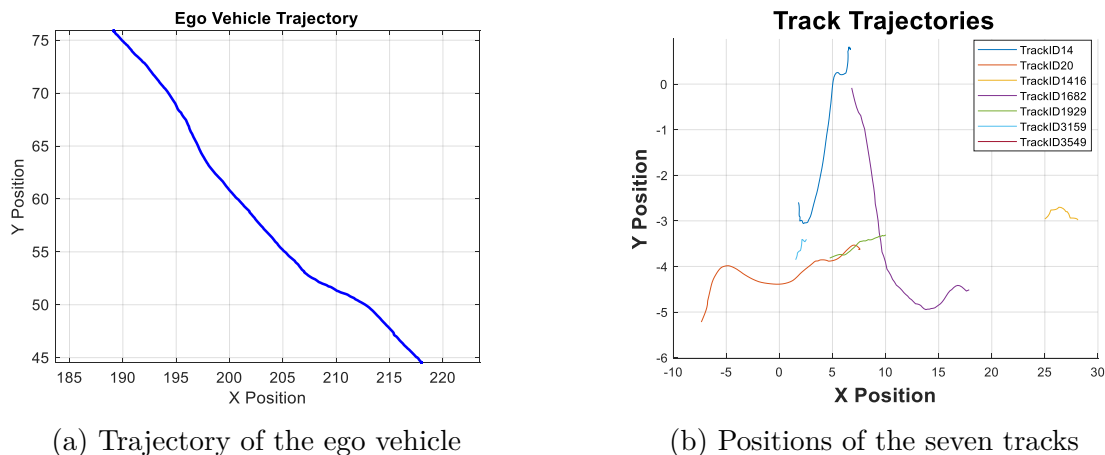 Ego Vehicle Trajectory
75
70
65
60
55
50
45
Y Position
185 190 195 200 205 210 215 220
X Position
(a) Trajectory of the ego vehicle
Track Trajectories
TrackID14
TrackID20
TrackID1416
TrackID1682
TrackID1929
TrackID3159
TrackID3549
0
-1
-2
-3
-4
-5
-6
Y Position
-10 -5 0 5 10 15 20 25 30
X Position
(b) Positions of the seven tracks